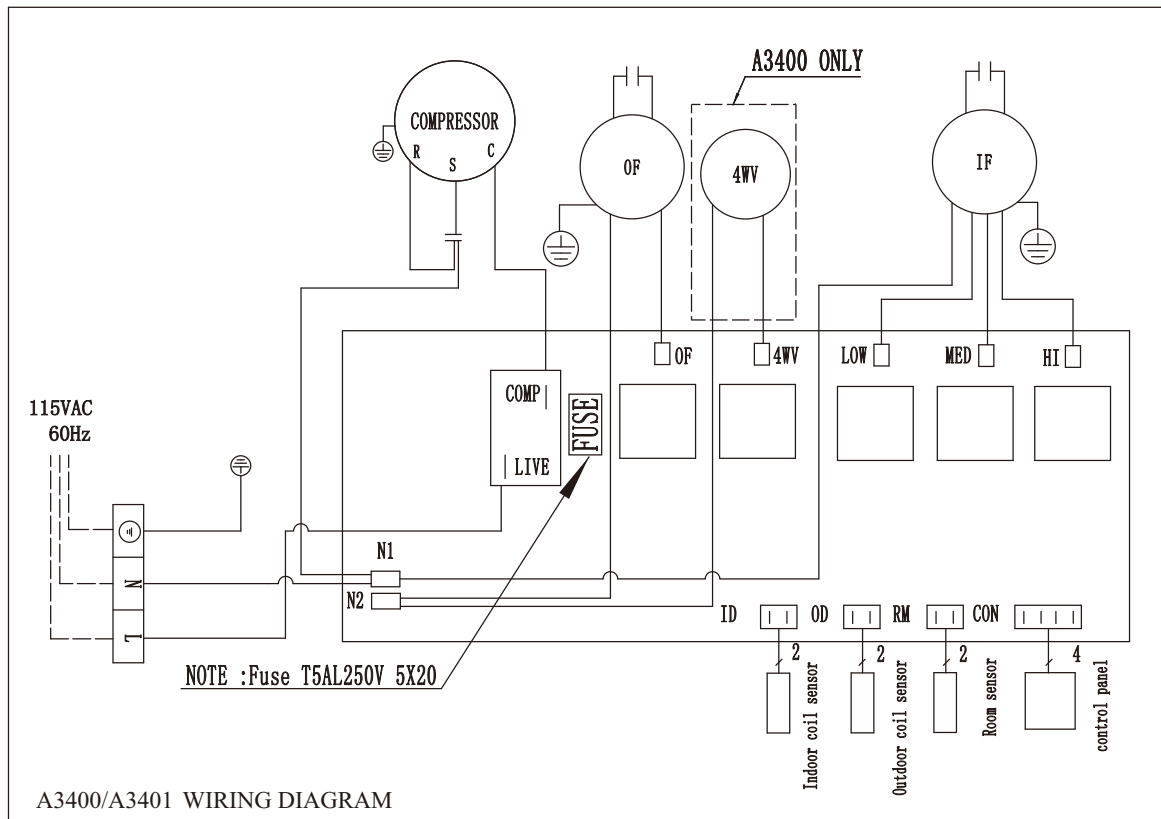 A3400 ONLY
COMPRESSOR
R
S
C
OF
4WV
IF
OF
4WV
LOW
MED
HI
COMP
FUSE
LIVE
115VAC
60Hz
N
L
N1
N2
ID
OD
RM
CON
2
2
2
4
Indoor coil sensor
Outdoor coil sensor
Room sensor
control panel
NOTE :Fuse T5AL250V 5X20
A3400/A3401 WIRING DIAGRAM